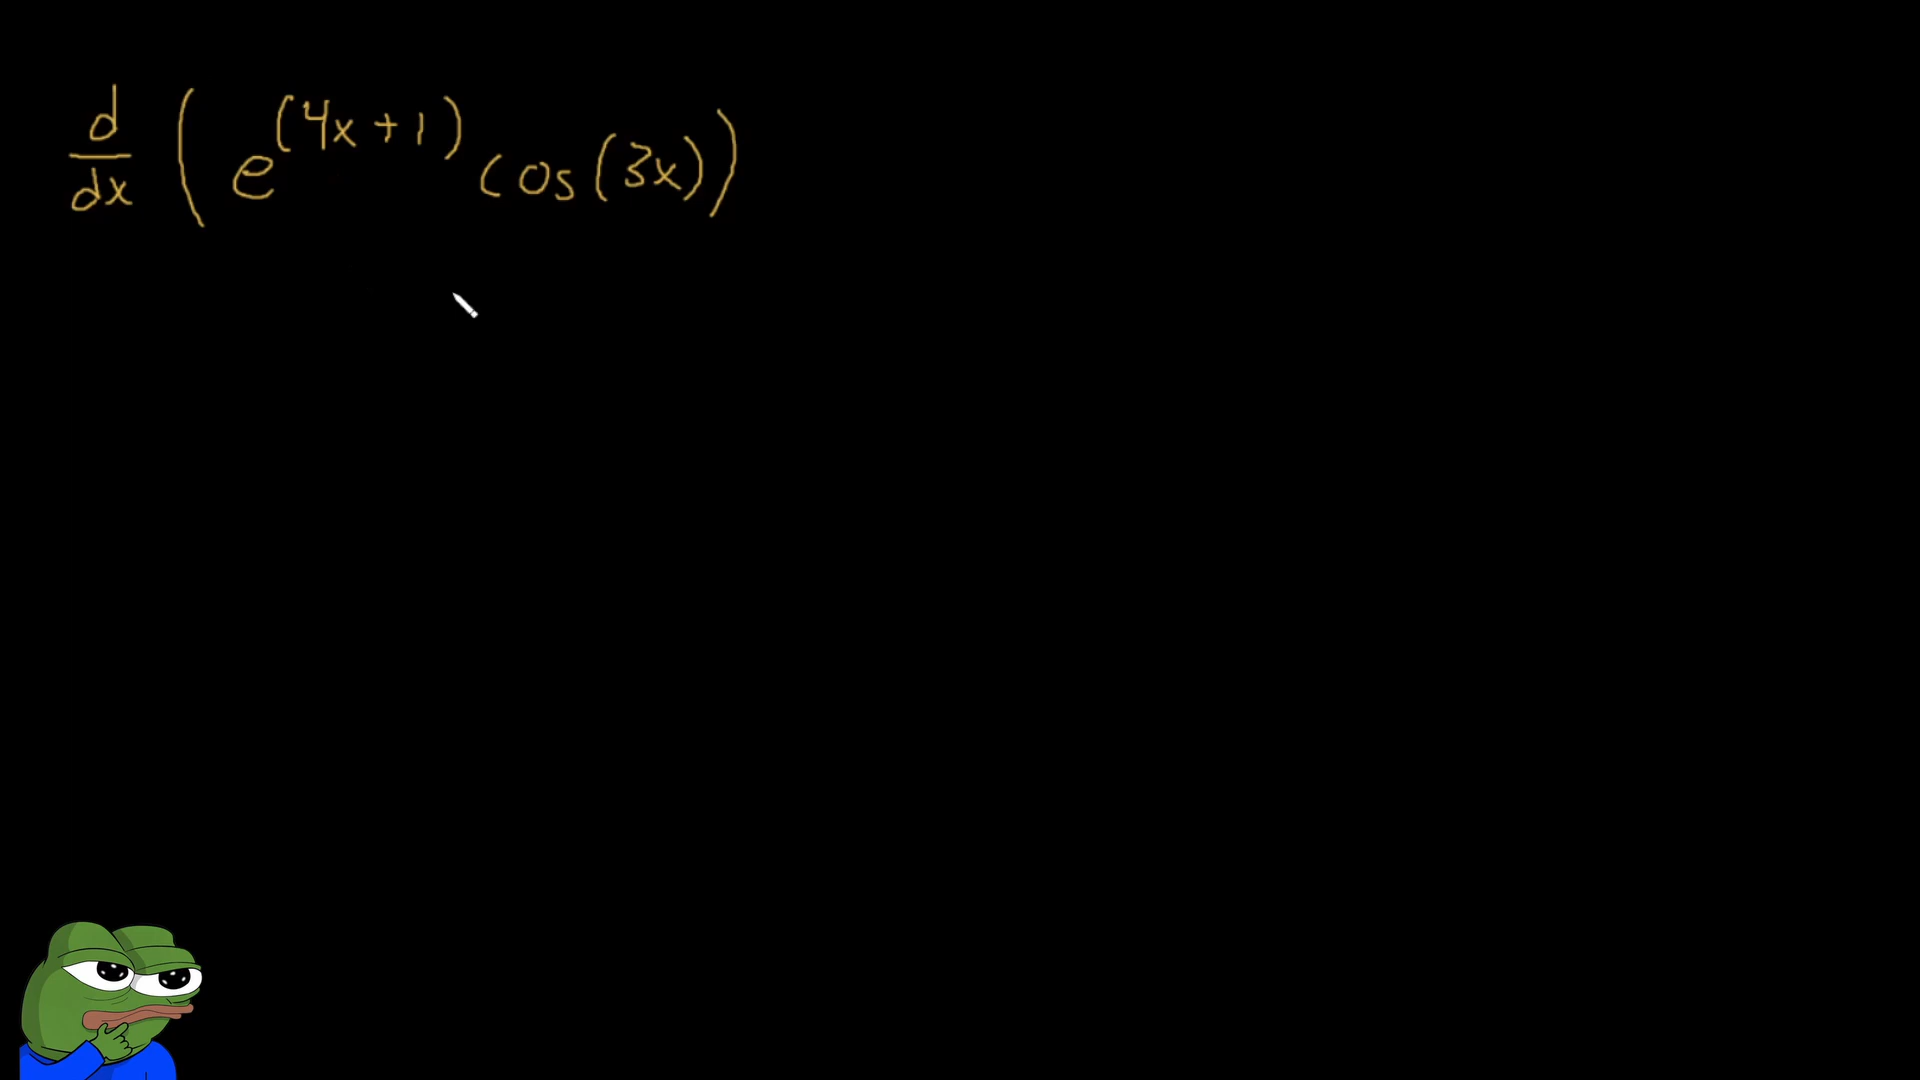 d/dx ( e^(4x+1) cos(3x) )